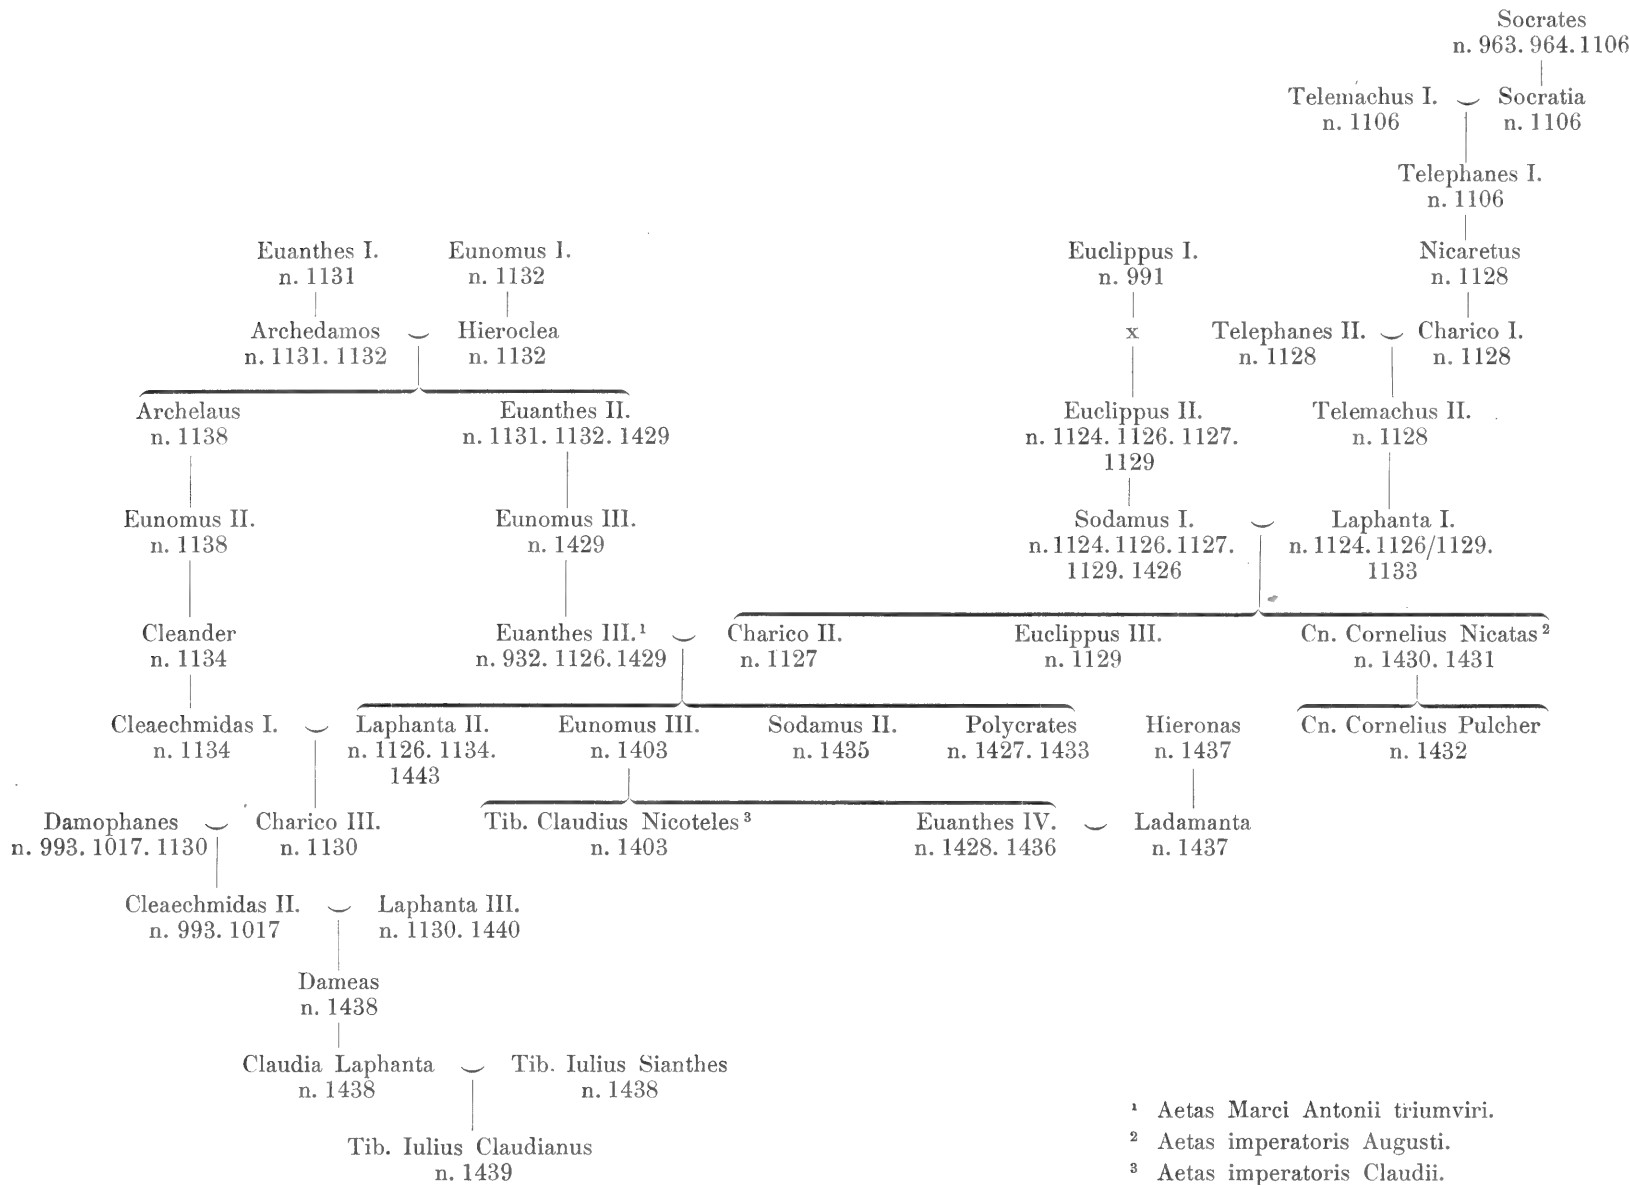 Socrates
n. 963. 964. 1106
Telemachus I. Socratia
n. 1106 n. 1106
Telephanes I.
n. 1106
Euanthes I. Eunomus I. Euclippus I. Nicaretus
n. 1131 n. 1132 n. 991 n. 1128
Archedamos Hieroclea x Telephanes II. Charico I.
n. 1131. 1132 n. 1132 n. 1128 n. 1128
Archelaus Euanthes II. Euclippus II. Telemachus II.
n. 1138 n. 1131. 1132. 1429 n. 1124. 1126. 1127. n. 1128
1129
Eunomus II. Eunomus III. Sodamus I. Laphanta I.
n. 1138 n. 1429 n. 1124. 1126. 1127. n. 1124. 1126/1129.
1129. 1426 1133
Cleander Euanthes III.¹ Charico II. Euclippus III. Cn. Cornelius Nicatas²
n. 1134 n. 932. 1126. 1429 n. 1127 n. 1129 n. 1430. 1431
Cleaechmidas I. Laphanta II. Eunomus III. Sodamus II. Polycrates Hieronas Cn. Cornelius Pulcher
n. 1134 n. 1126. 1134. n. 1403 n. 1435 n. 1427. 1433 n. 1437 n. 1432
1443
Damophanes Charico III. Tib. Claudius Nicoteles³ Euanthes IV. Ladamanta
n. 993. 1017. 1130 n. 1130 n. 1403 n. 1428. 1436 n. 1437
Cleaechmidas II. Laphanta III.
n. 993. 1017 n. 1130. 1440
Dameas
n. 1438
Claudia Laphanta Tib. Iulius Sianthes
n. 1438 n. 1438
Tib. Iulius Claudianus
n. 1439
¹ Aetas Marci Antonii triumviri.
² Aetas imperatoris Augusti.
³ Aetas imperatoris Claudii.